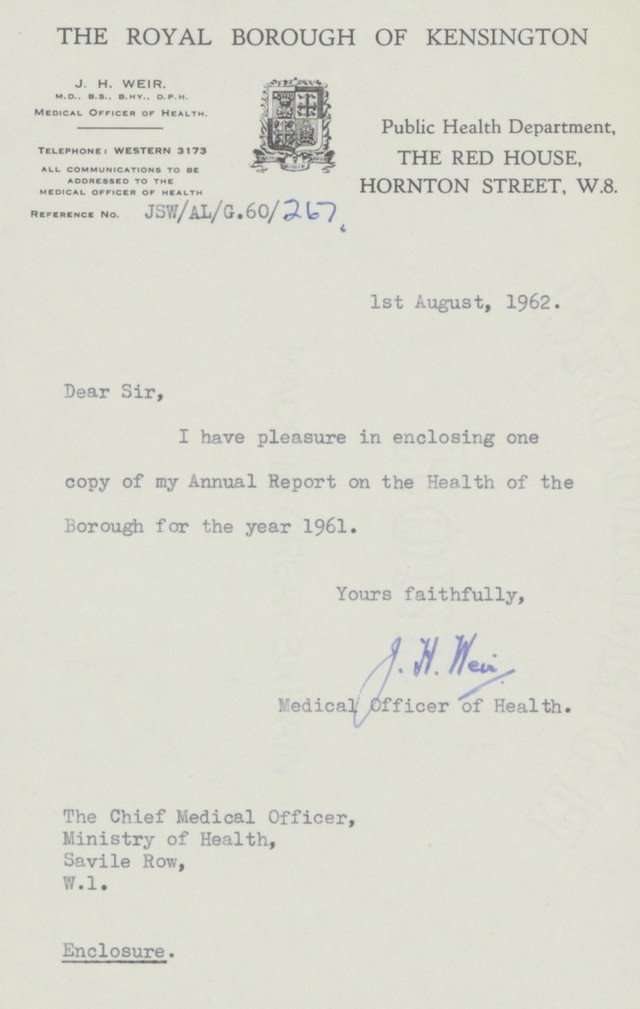 THE ROYAL BOROUGH OF KENSINGTON
J. H. WEIR.
M.D., B.S., B.HY., D.P.H.
MEDICAL OFFICER OF HEALTH.
TELEPHONE: WESTERN 3173
ALL COMMUNICATIONS TO BE
ADDRESSED TO THE
MEDICAL OFFICER OF HEALTH
REFERENCE No. JSW/AL/G.60/267.
Public Health Department,
THE RED HOUSE,
HORNTON STREET, W.8.
1st August, 1962.
Dear Sir,
I have pleasure in enclosing one
copy of my Annual Report on the Health of the
Borough for the year 1961.
Yours faithfully,
J. H. Weir
Medical Officer of Health.
The Chief Medical Officer,
Ministry of Health,
Savile Row,
W.1.
Enclosure.